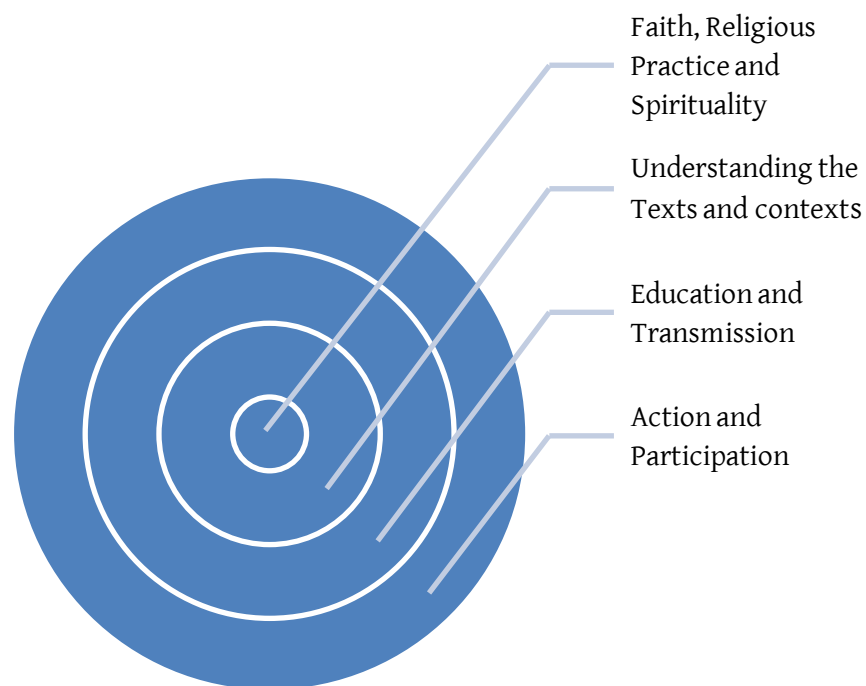 Faith, Religious
Practice and
Spirituality
Understanding the
Texts and contexts
Education and
Transmission
Action and
Participation